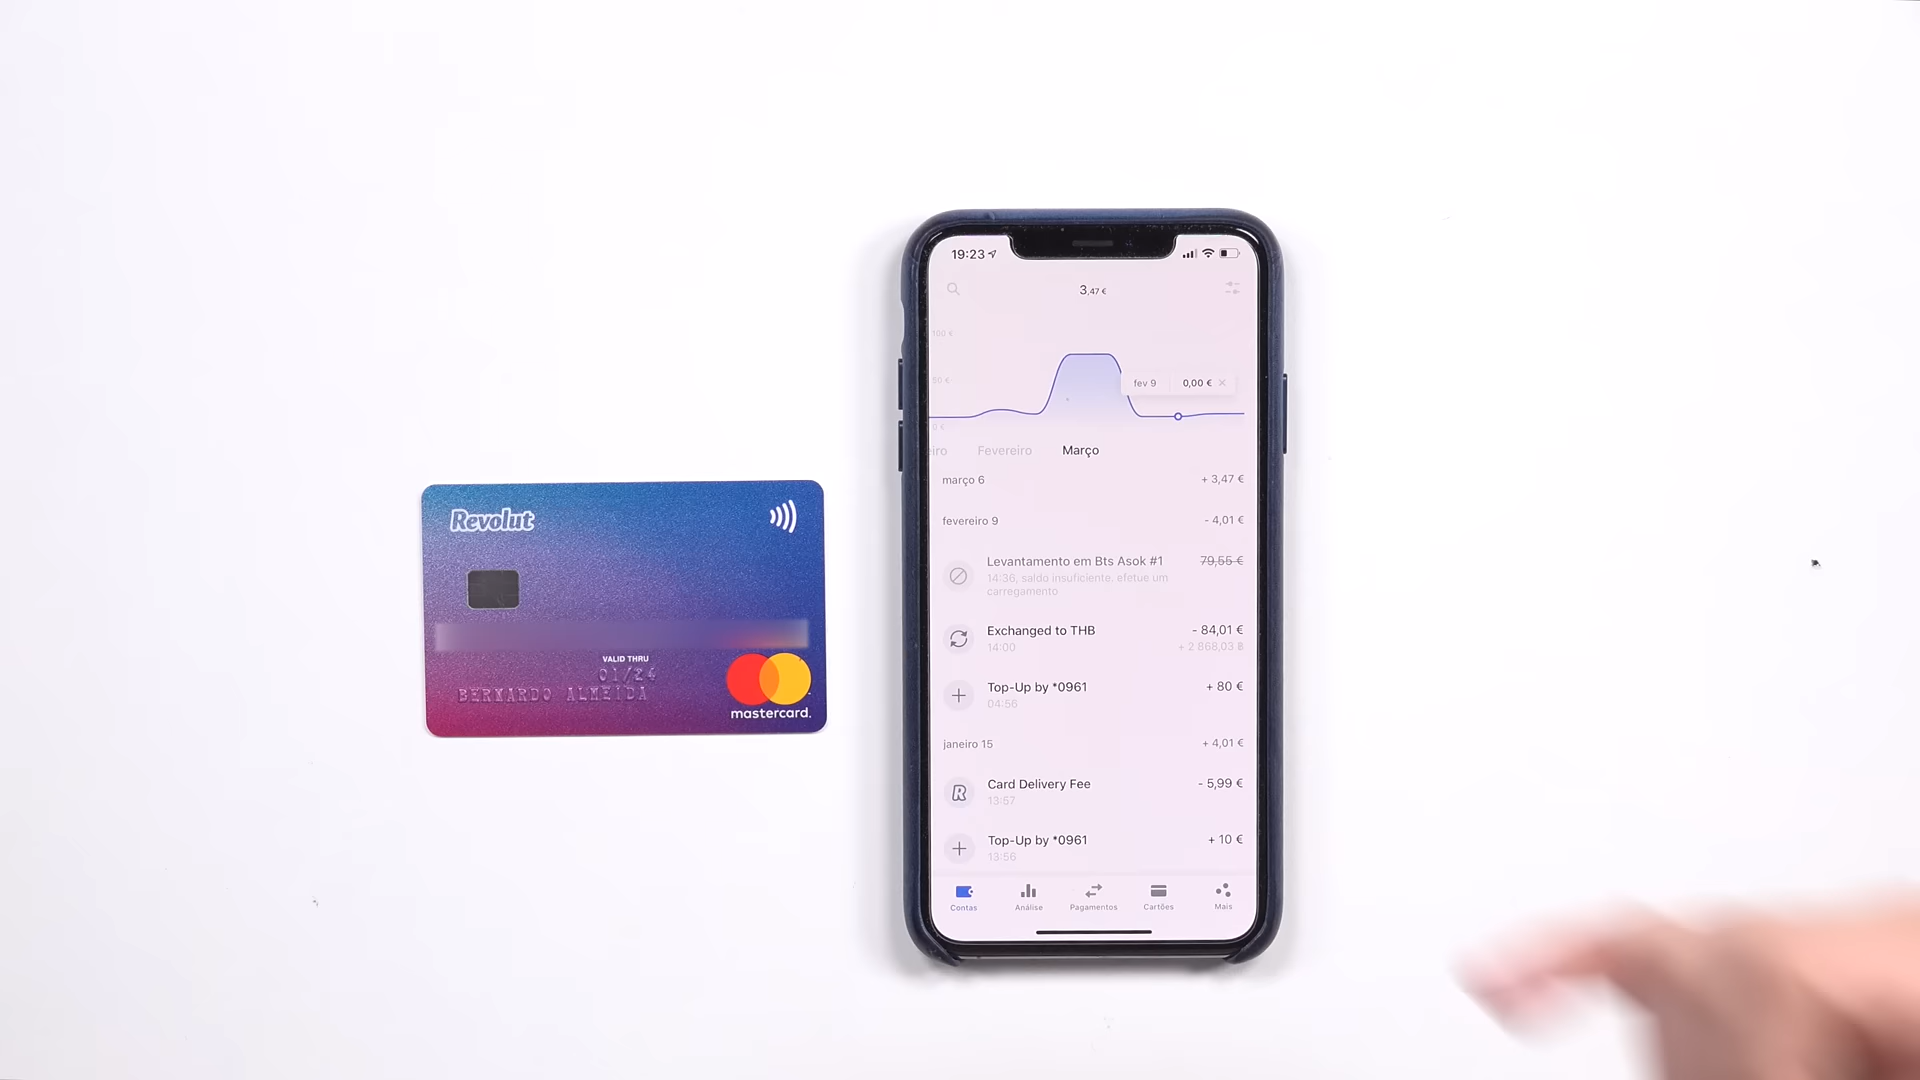 Revolut
VALID THRU
01/24
BERNARDO ALMEIDA
mastercard.
19:23
3,47 €
100 €
50 €
fev 9 0,00 €
0 €
eiro Fevereiro Março
março 6 + 3,47 €
fevereiro 9 - 4,01 €
Levantamento em Bts Asok #1 79,55 €
14:36, saldo insuficiente, efetue um
carregamento
Exchanged to THB - 84,01 €
14:00 + 2 868,03 ฿
Top-Up by *0961 + 80 €
04:56
janeiro 15 + 4,01 €
Card Delivery Fee - 5,99 €
13:57
Top-Up by *0961 + 10 €
13:56
Contas Análise Pagamentos Cartões Mais